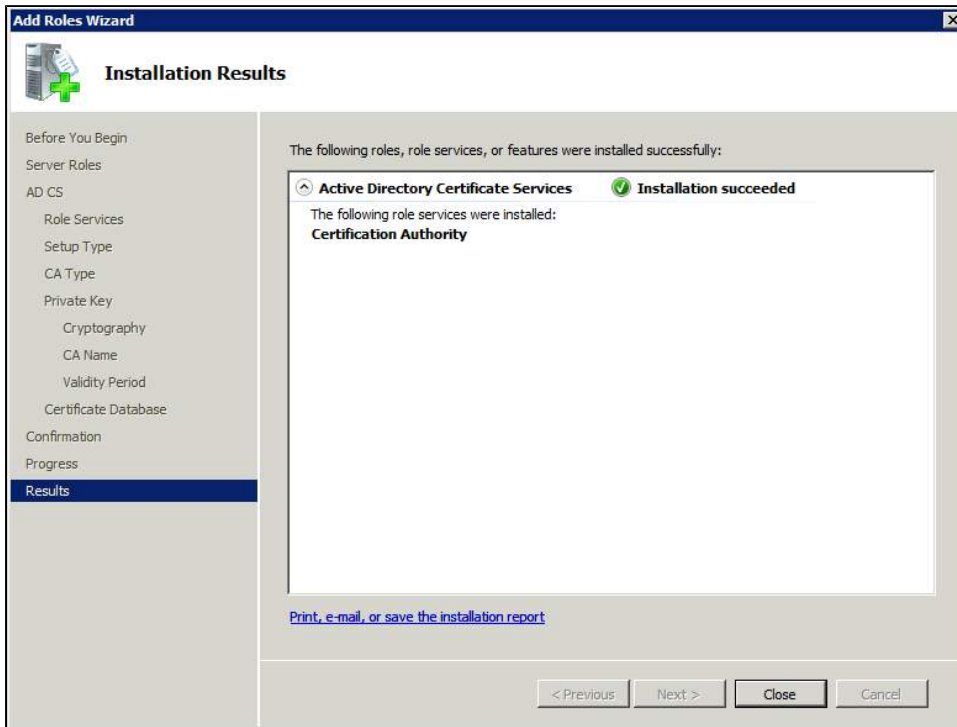 Add Roles Wizard
Installation Results
Before You Begin
Server Roles
AD CS
Role Services
Setup Type
CA Type
Private Key
Cryptography
CA Name
Validity Period
Certificate Database
Confirmation
Progress
Results
The following roles, role services, or features were installed successfully:
Active Directory Certificate Services Installation succeeded
The following role services were installed:
Certification Authority
Print, e-mail, or save the installation report
< Previous Next > Close Cancel